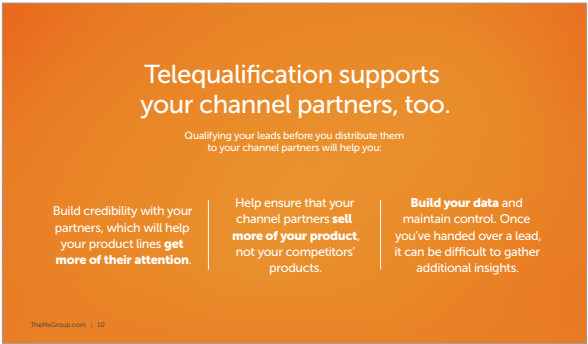 Telequalification supports
your channel partners, too.
Qualifying your leads before you distribute them
to your channel partners will help you:
Build credibility with your
partners, which will help
your product lines get
more of their attention.
Help ensure that your
channel partners sell
more of your product,
not your competitors'
products.
Build your data and
maintain control. Once
you've handed over a lead,
it can be difficult to gather
additional insights.
TheMxGroup.com | 10